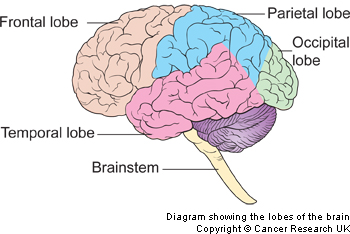 Frontal lobe
Parietal lobe
Occipital
lobe
Temporal lobe
Brainstem
Diagram showing the lobes of the brain
Copyright © Cancer Research UK